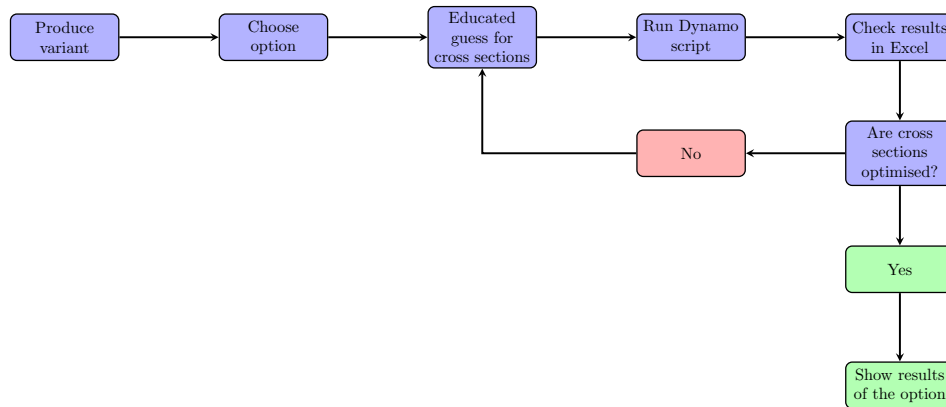 Produce
variant
Choose
option
Educated
guess for
cross sections
Run Dynamo
script
Check results
in Excel
No
Are cross
sections
optimised?
Yes
Show results
of the option